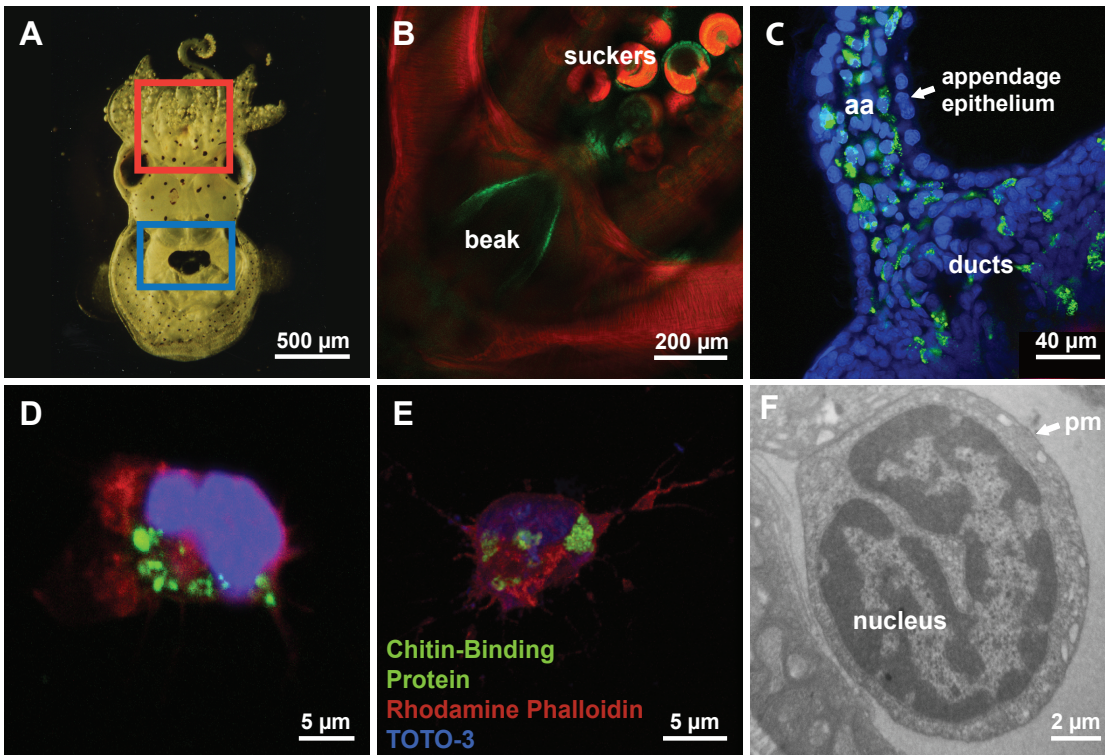 A
500 µm
B
suckers
beak
200 µm
C
aa
appendage
epithelium
ducts
40 µm
D
5 µm
E
Chitin-Binding
Protein
Rhodamine Phalloidin
TOTO-3
5 µm
F
pm
nucleus
2 µm